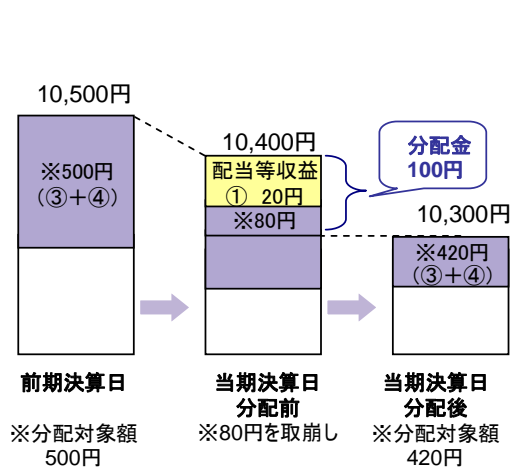 10,500円
※500円
(③＋④)
10,400円
配当等収益
① 20円
※80円
分配金
100円
10,300円
※420円
(③＋④)
前期決算日
※分配対象額
500円
当期決算日
分配前
※80円を取崩し
当期決算日
分配後
※分配対象額
420円